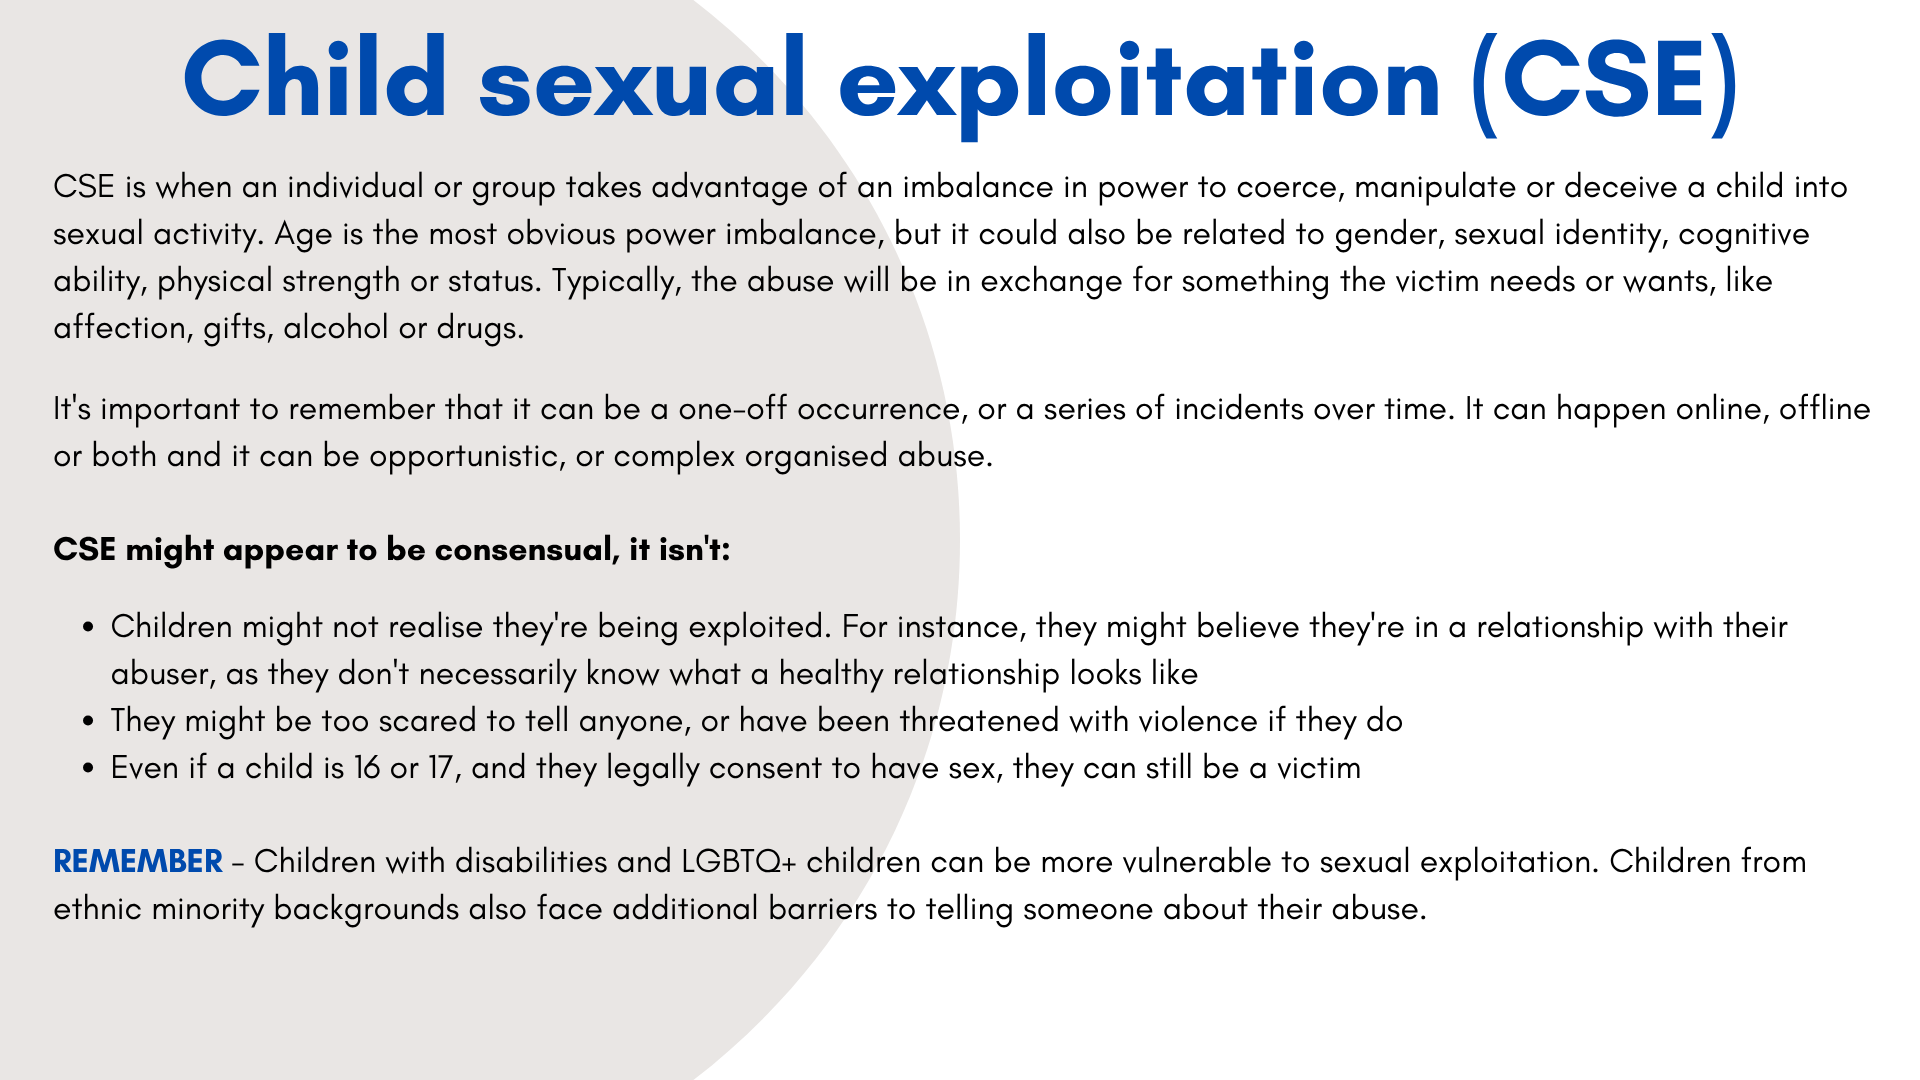 Child sexual exploitation (CSE)
CSE is when an individual or group takes advantage of an imbalance in power to coerce, manipulate or deceive a child into
sexual activity. Age is the most obvious power imbalance, but it could also be related to gender, sexual identity, cognitive
ability, physical strength or status. Typically, the abuse will be in exchange for something the victim needs or wants, like
affection, gifts, alcohol or drugs.
It's important to remember that it can be a one-off occurrence, or a series of incidents over time. It can happen online, offline
or both and it can be opportunistic, or complex organised abuse.
CSE might appear to be consensual, it isn't:
• Children might not realise they're being exploited. For instance, they might believe they're in a relationship with their
abuser, as they don't necessarily know what a healthy relationship looks like
• They might be too scared to tell anyone, or have been threatened with violence if they do
• Even if a child is 16 or 17, and they legally consent to have sex, they can still be a victim
REMEMBER - Children with disabilities and LGBTQ+ children can be more vulnerable to sexual exploitation. Children from
ethnic minority backgrounds also face additional barriers to telling someone about their abuse.